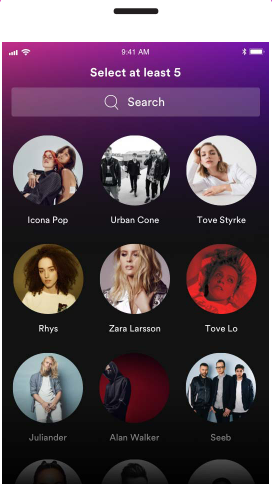 9:41 AM
Select at least 5
Search
Icona Pop Urban Cone Tove Styrke
Rhys Zara Larsson Tove Lo
Juliander Alan Walker Seeb